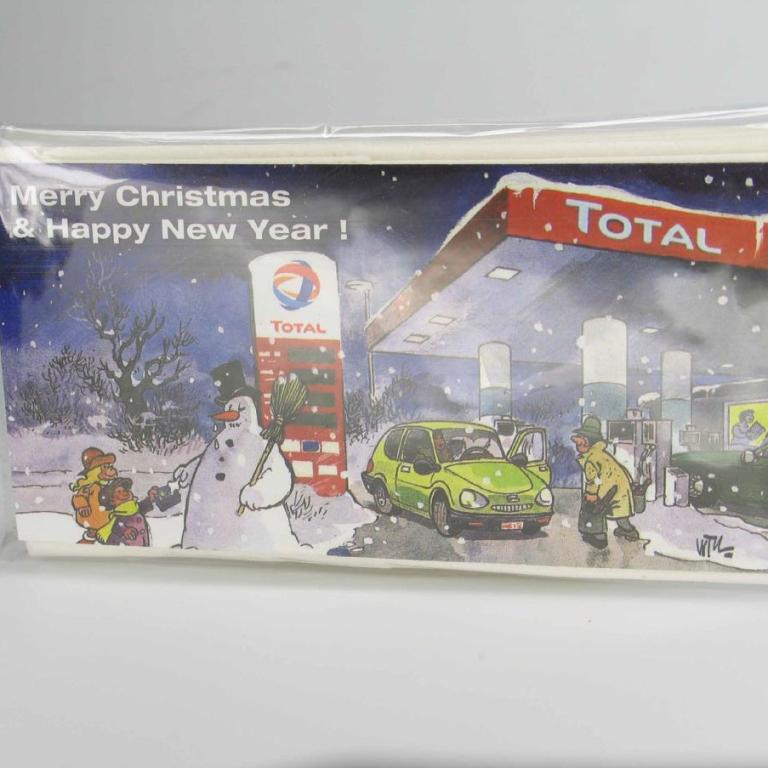 Merry Christmas
& Happy New Year !
TOTAL
TOTAL